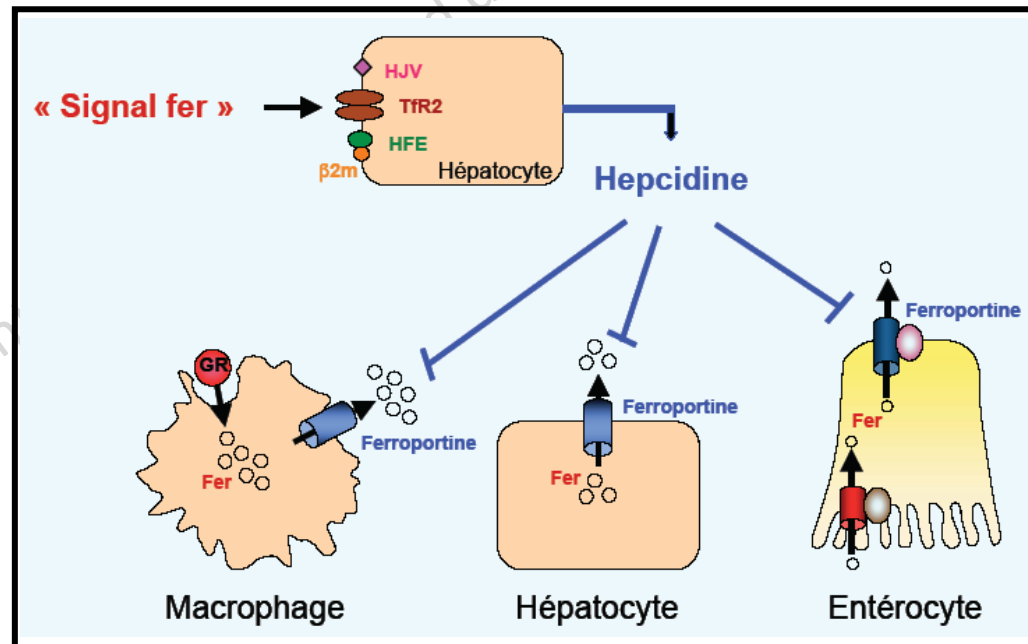 HJV
« Signal fer »
TfR2
HFE
β2m
Hépatocyte
Hepcidine
Ferroportine
GR
Ferroportine
Ferroportine
Fer
Fer
Fer
Macrophage
Hépatocyte
Entérocyte